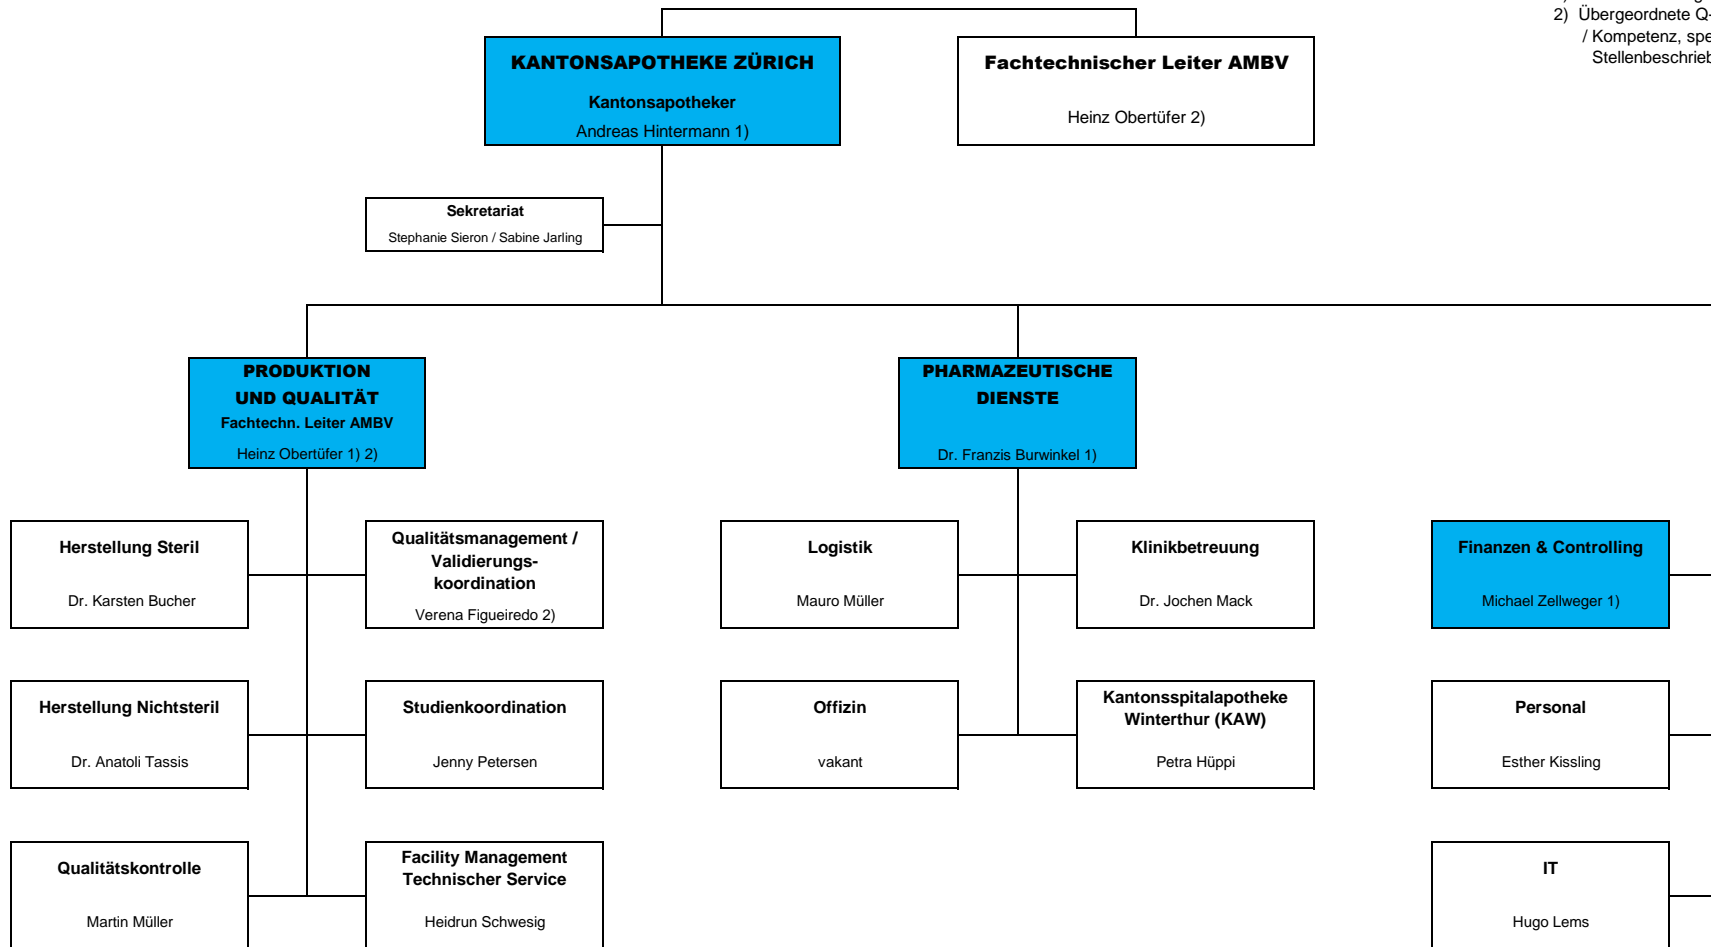 2) Übergeordnete Q-
/ Kompetenz, spe
Stellenbeschrieb
KANTONSAPOTHEKE ZÜRICH
Kantonsapotheker
Andreas Hintermann 1)
Fachtechnischer Leiter AMBV
Heinz Obertüfer 2)
Sekretariat
Stephanie Sieron / Sabine Jarling
PRODUKTION
UND QUALITÄT
Fachtechn. Leiter AMBV
Heinz Obertüfer 1) 2)
PHARMAZEUTISCHE
DIENSTE
Dr. Franzis Burwinkel 1)
Herstellung Steril
Dr. Karsten Bucher
Qualitätsmanagement /
Validierungs-
koordination
Verena Figueiredo 2)
Logistik
Mauro Müller
Klinikbetreuung
Dr. Jochen Mack
Finanzen & Controlling
Michael Zellweger 1)
Herstellung Nichtsteril
Dr. Anatoli Tassis
Studienkoordination
Jenny Petersen
Offizin
vakant
Kantonsspitalapotheke
Winterthur (KAW)
Petra Hüppi
Personal
Esther Kissling
Qualitätskontrolle
Martin Müller
Facility Management
Technischer Service
Heidrun Schwesig
IT
Hugo Lems